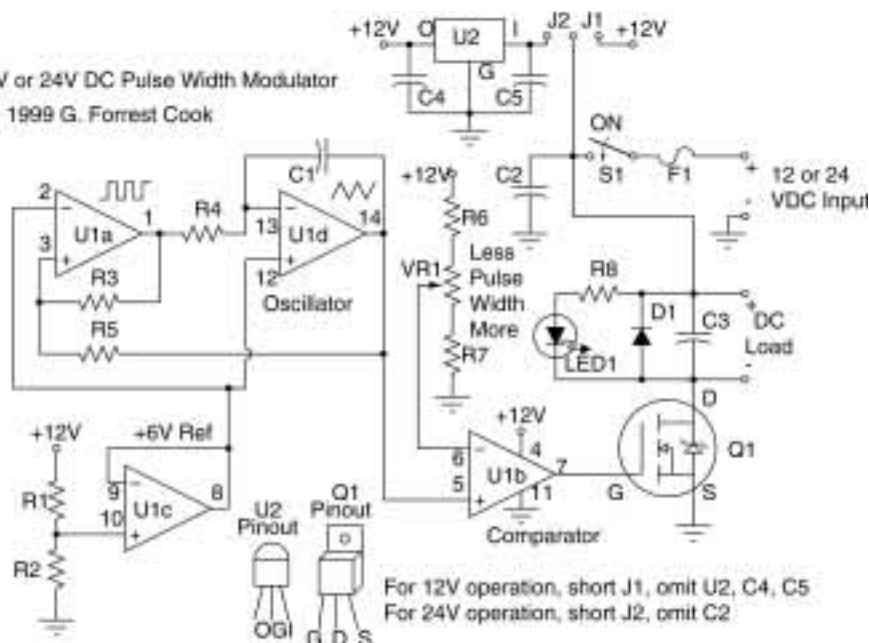 +12V O U2 I J2 J1 +12V
G
C4 C5
V or 24V DC Pulse Width Modulator
1999 G. Forrest Cook
ON
S1 F1
+
12 or 24
VDC Input
-
C2
C1
+12V
2 - 1
U1a
3 +
R4
13 - 14
U1d
12 +
Oscillator
R3
R5
R6
VR1
Less
Pulse
Width
More
R7
R8
D1
C3
LED1
+
DC
Load
-
D
Q1
G
S
+12V
4
6 -
U1b 7
5 +
11
Comparator
+12V
+6V Ref
R1
R2
9 -
U1c 8
10 +
U2
Pinout
OGI
Q1
Pinout
G D S
For 12V operation, short J1, omit U2, C4, C5
For 24V operation, short J2, omit C2